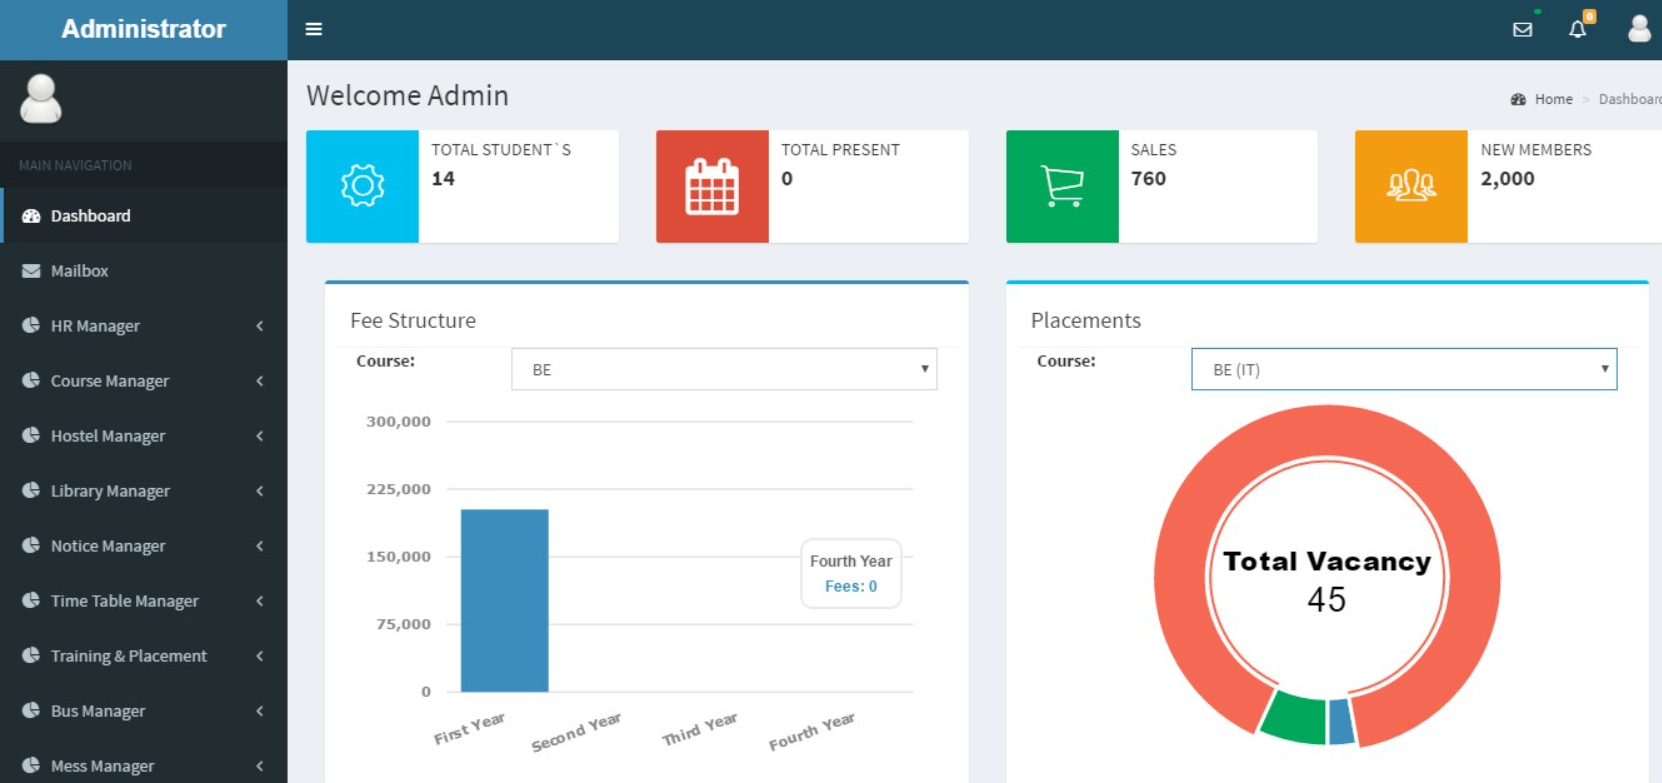 Administrator
0
Welcome Admin
Home > Dashboard
MAIN NAVIGATION
Dashboard
Mailbox
HR Manager
Course Manager
Hostel Manager
Library Manager
Notice Manager
Time Table Manager
Training & Placement
Bus Manager
Mess Manager
TOTAL STUDENT`S
14
TOTAL PRESENT
0
SALES
760
NEW MEMBERS
2,000
Fee Structure
Course:
BE
300,000
225,000
150,000
75,000
0
Fourth Year
Fees: 0
First Year
Second Year
Third Year
Fourth Year
Placements
Course:
BE (IT)
Total Vacancy
45